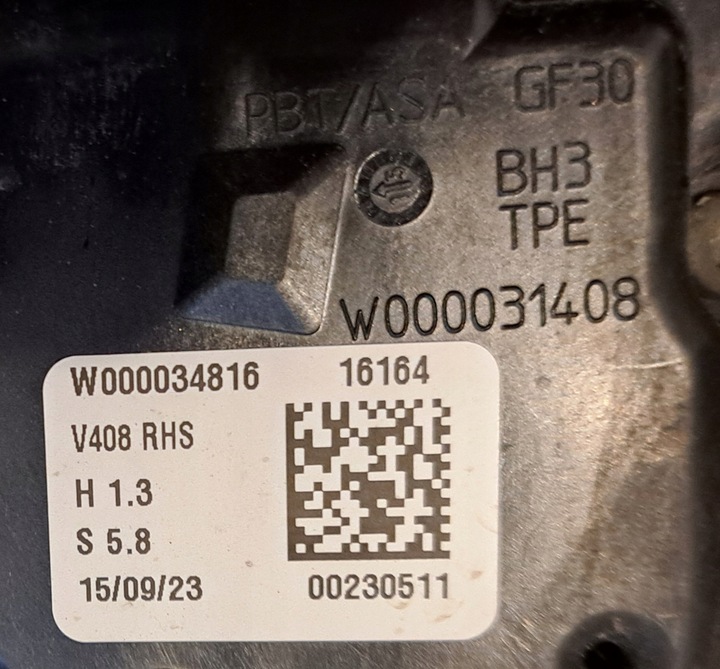 PBT/ASA GF30
BH3
TPE
W000031408
W000034816 16164
V408 RHS
H 1.3
S 5.8
15/09/23 00230511